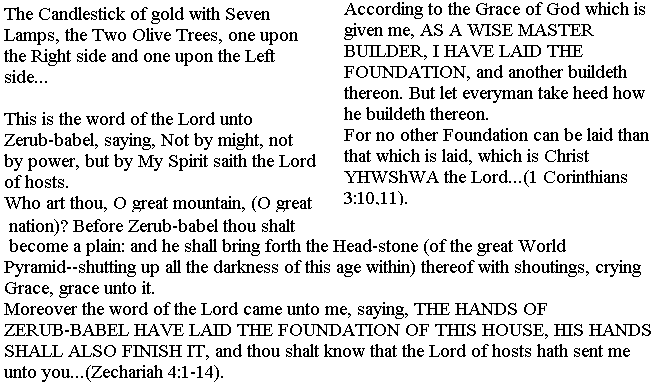 The Candlestick of gold with Seven
Lamps, the Two Olive Trees, one upon
the Right side and one upon the Left
side...
This is the word of the Lord unto
Zerub-babel, saying, Not by might, not
by power, but by My Spirit saith the Lord
of hosts.
Who art thou, O great mountain, (O great
nation)? Before Zerub-babel thou shalt
become a plain: and he shall bring forth the Head-stone (of the great World
Pyramid--shutting up all the darkness of this age within) thereof with shoutings, crying
Grace, grace unto it.
Moreover the word of the Lord came unto me, saying, THE HANDS OF
ZERUB-BABEL HAVE LAID THE FOUNDATION OF THIS HOUSE, HIS HANDS
SHALL ALSO FINISH IT, and thou shalt know that the Lord of hosts hath sent me
unto you...(Zechariah 4:1-14).
According to the Grace of God which is
given me, AS A WISE MASTER
BUILDER, I HAVE LAID THE
FOUNDATION, and another buildeth
thereon. But let everyman take heed how
he buildeth thereon.
For no other Foundation can be laid than
that which is laid, which is Christ
YHWShWA the Lord...(1 Corinthians
3:10,11).